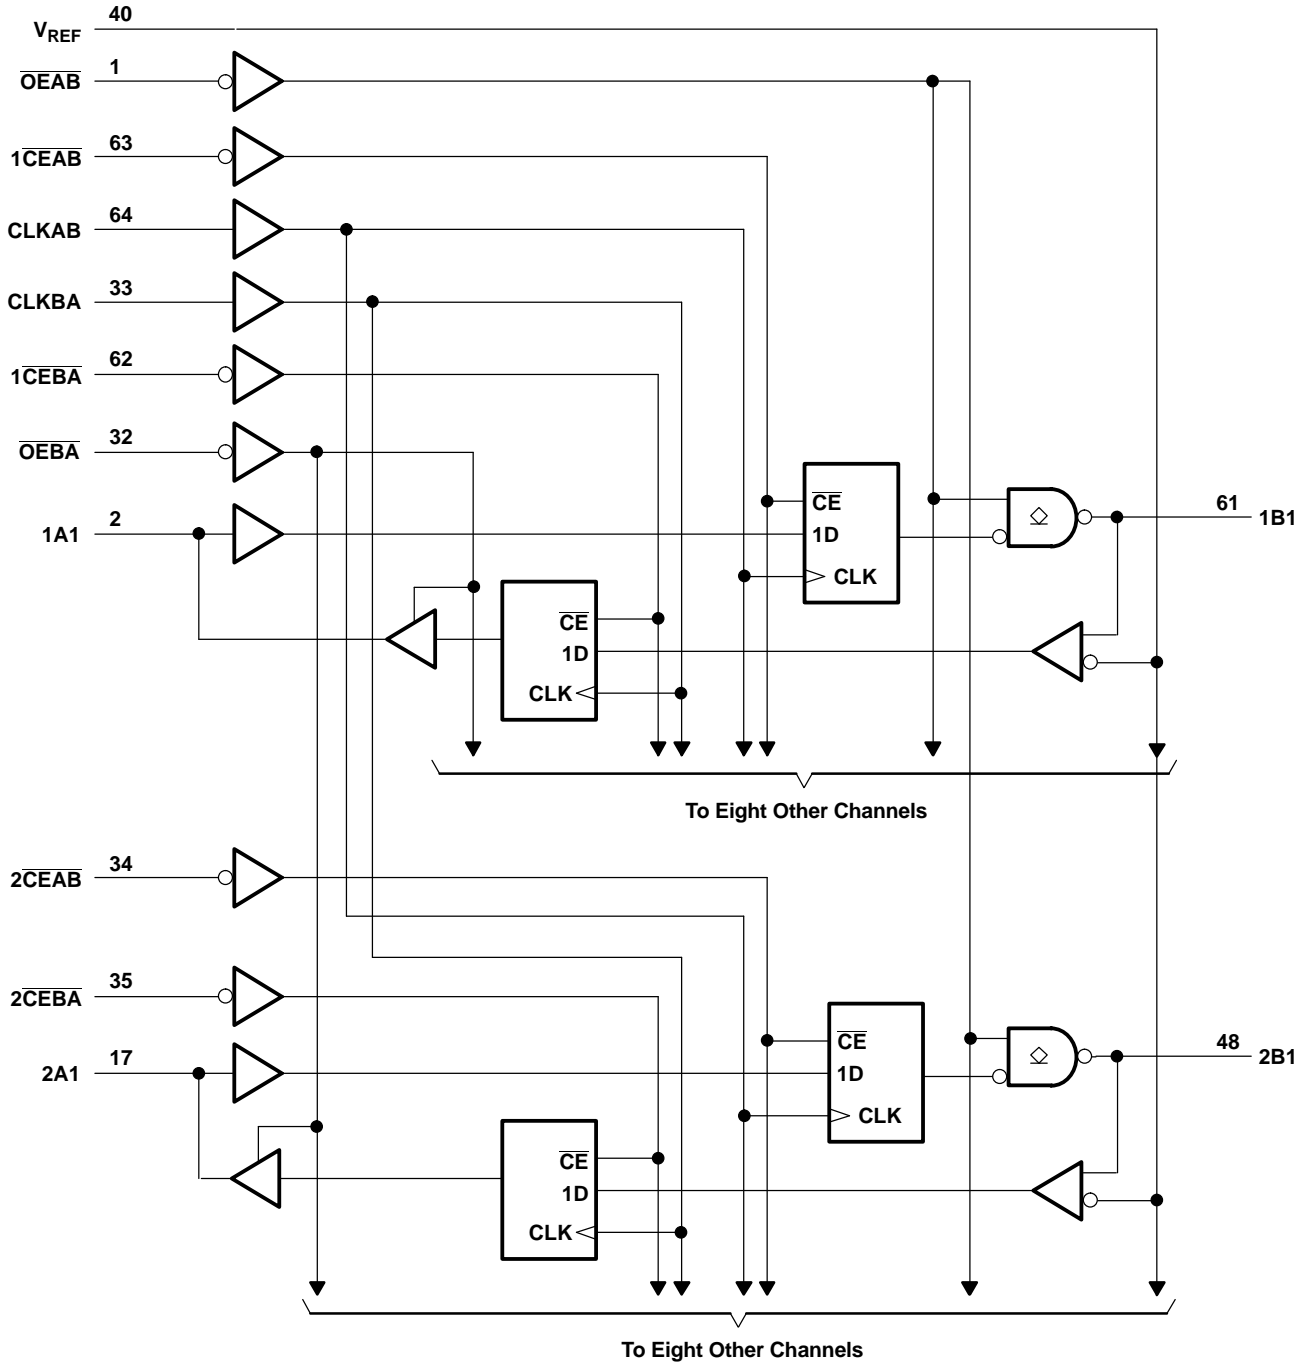 40
VREF
1
OEAB
63
1CEAB
64
CLKAB
33
CLKBA
62
1CEBA
32
OEBA
2
1A1
CE
1D
CLK
61
1B1
CE
1D
CLK
To Eight Other Channels
34
2CEAB
35
2CEBA
17
2A1
CE
1D
CLK
48
2B1
CE
1D
CLK
To Eight Other Channels